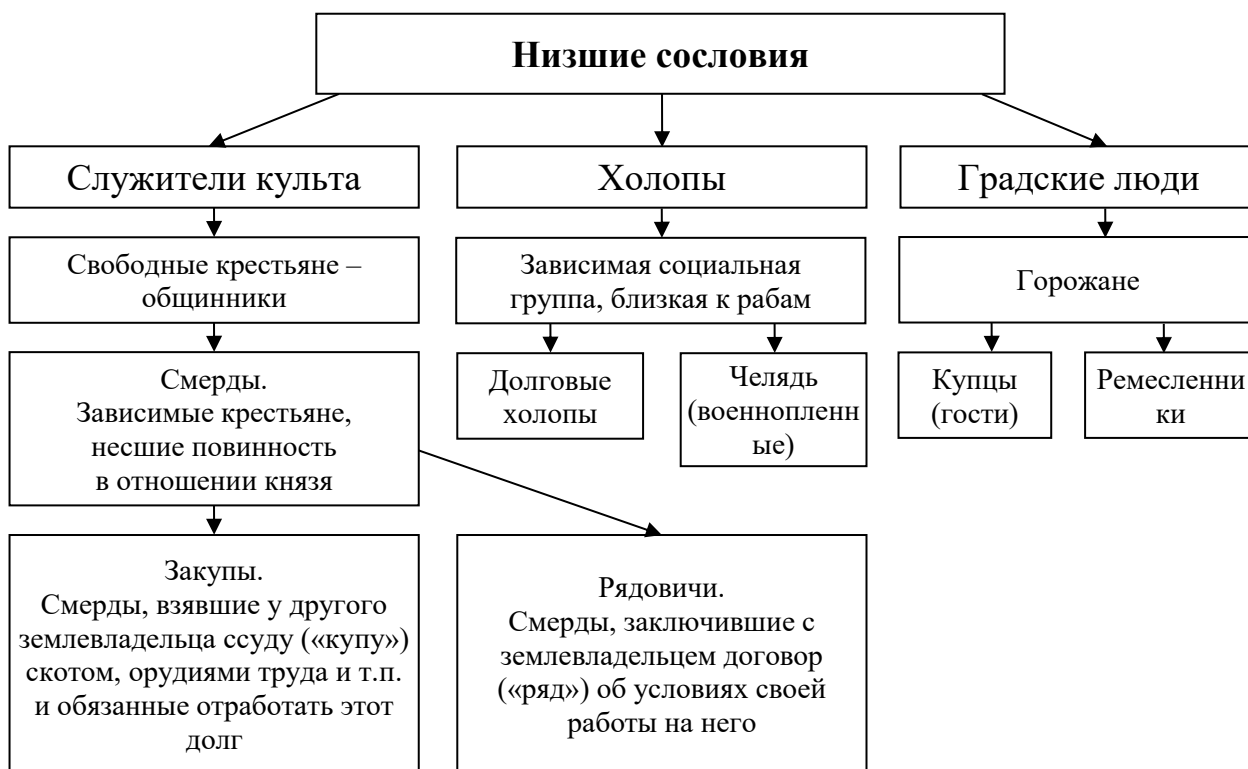 Низшие сословия
Служители культа
Холопы
Градские люди
Свободные крестьяне –
общинники
Зависимая социальная
группа, близкая к рабам
Горожане
Смерды.
Зависимые крестьяне,
несшие повинность
в отношении князя
Долговые
холопы
Челядь
(военнопленн
ые)
Купцы
(гости)
Ремесленни
ки
Закупы.
Смерды, взявшие у другого
землевладельца ссуду («купу»)
скотом, орудиями труда и т.п.
и обязанные отработать этот
долг
Рядовичи.
Смерды, заключившие с
землевладельцем договор
(«ряд») об условиях своей
работы на него